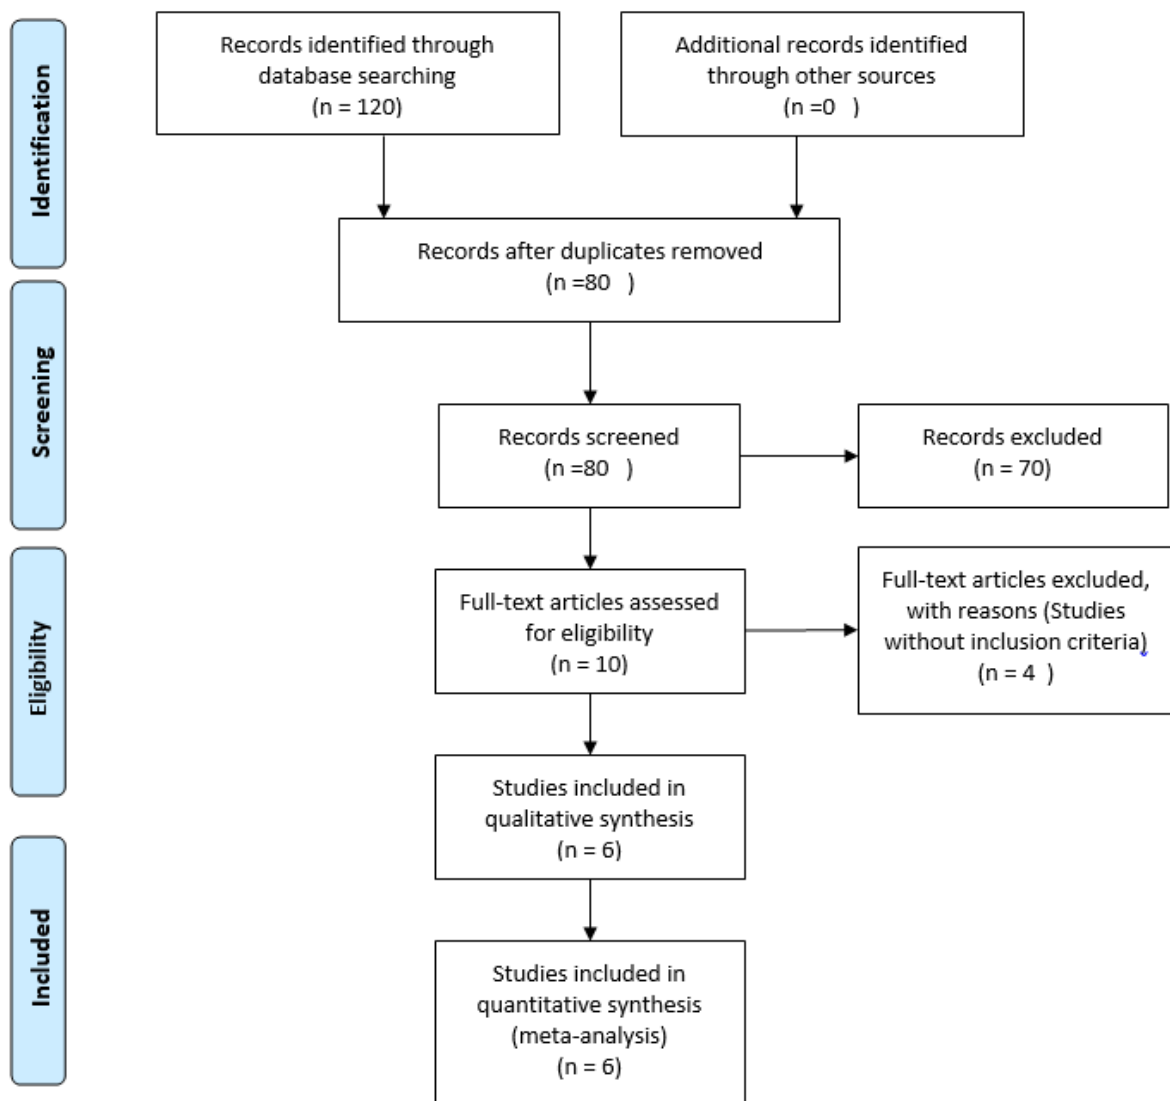 Identification
Records identified through
database searching
(n = 120)
Additional records identified
through other sources
(n =0   )
Records after duplicates removed
(n =80   )
Screening
Records screened
(n =80   )
Records excluded
(n = 70)
Eligibility
Full-text articles assessed
for eligibility
(n = 10)
Full-text articles excluded,
with reasons (Studies
without inclusion criteria)
(n = 4  )
Studies included in
qualitative synthesis
(n = 6)
Included
Studies included in
quantitative synthesis
(meta-analysis)
(n = 6)